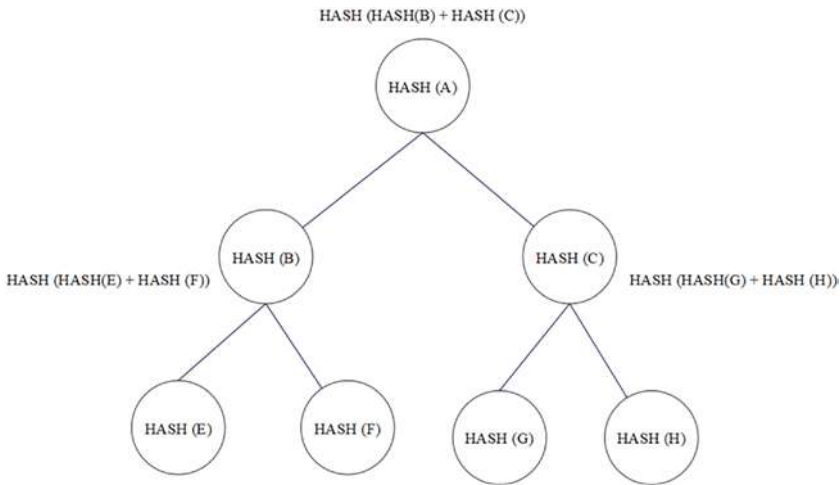 HASH (HASH(B) + HASH (C))
HASH (A)
HASH (B)
HASH (C)
HASH (HASH(E) + HASH (F))
HASH (HASH(G) + HASH (H))
HASH (E)
HASH (F)
HASH (G)
HASH (H)